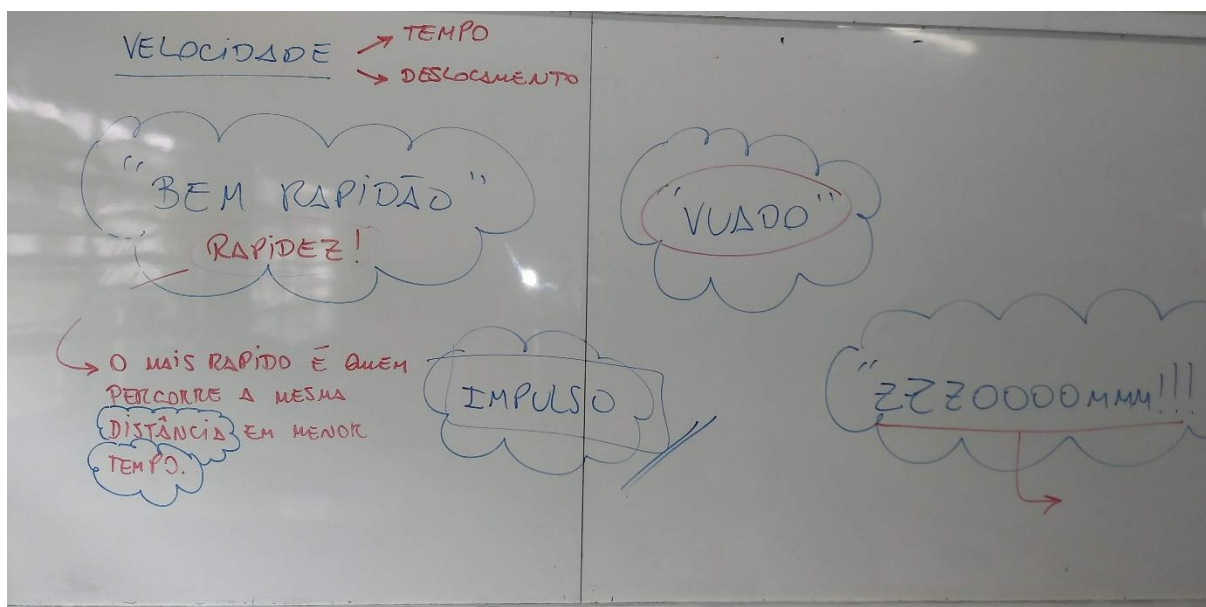 VELOCIDADE
TEMPO
DESLOCAMENTO
"BEM RAPIDÃO"
RAPIDEZ!
"VUADO"
O MAIS RAPIDO É QUEM
PERCORRE A MESMA
DISTÂNCIA EM MENOR
TEMPO.
IMPULSO
"ZZZOOOOMMM!!!